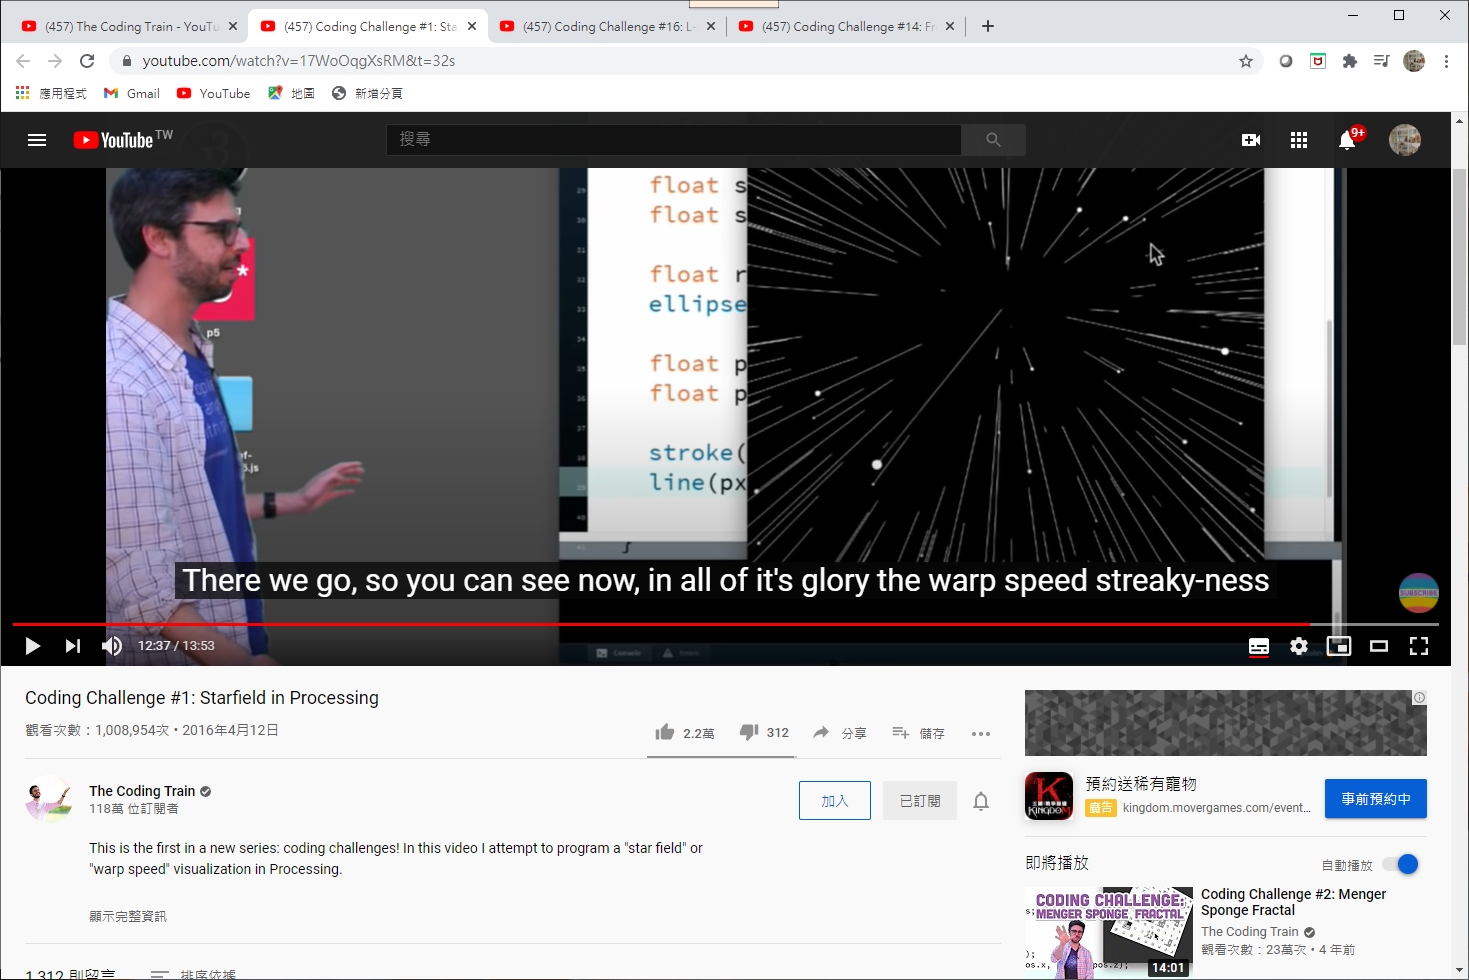 (457) The Coding Train - YouTu
(457) Coding Challenge #1: Sta
(457) Coding Challenge #16: L-
(457) Coding Challenge #14: Fr
youtube.com/watch?v=17WoOqgXsRM&t=32s
應用程式
Gmail
YouTube
地圖
新增分頁
YouTube TW
搜尋
9+
p5
float s
float s
float r
ellipse
float p
float p
stroke(
line(px
There we go, so you can see now, in all of it's glory the warp speed streaky-ness
SUBSCRIBE
12:37 / 13:53
Coding Challenge #1: Starfield in Processing
觀看次數：1,008,954次 • 2016年4月12日
2.2萬
312
分享
儲存
The Coding Train
118萬 位訂閱者
加入
已訂閱
This is the first in a new series: coding challenges! In this video I attempt to program a "star field" or
"warp speed" visualization in Processing.
顯示完整資訊
1,312 則留言
排序依據
KINGDOM
預約送稀有寵物
廣告 kingdom.movergames.com/event...
事前預約中
即將播放
自動播放
CODING CHALLENGE:
MENGER SPONGE FRACTAL
14:01
Coding Challenge #2: Menger
Sponge Fractal
The Coding Train
觀看次數：23萬次 • 4 年前